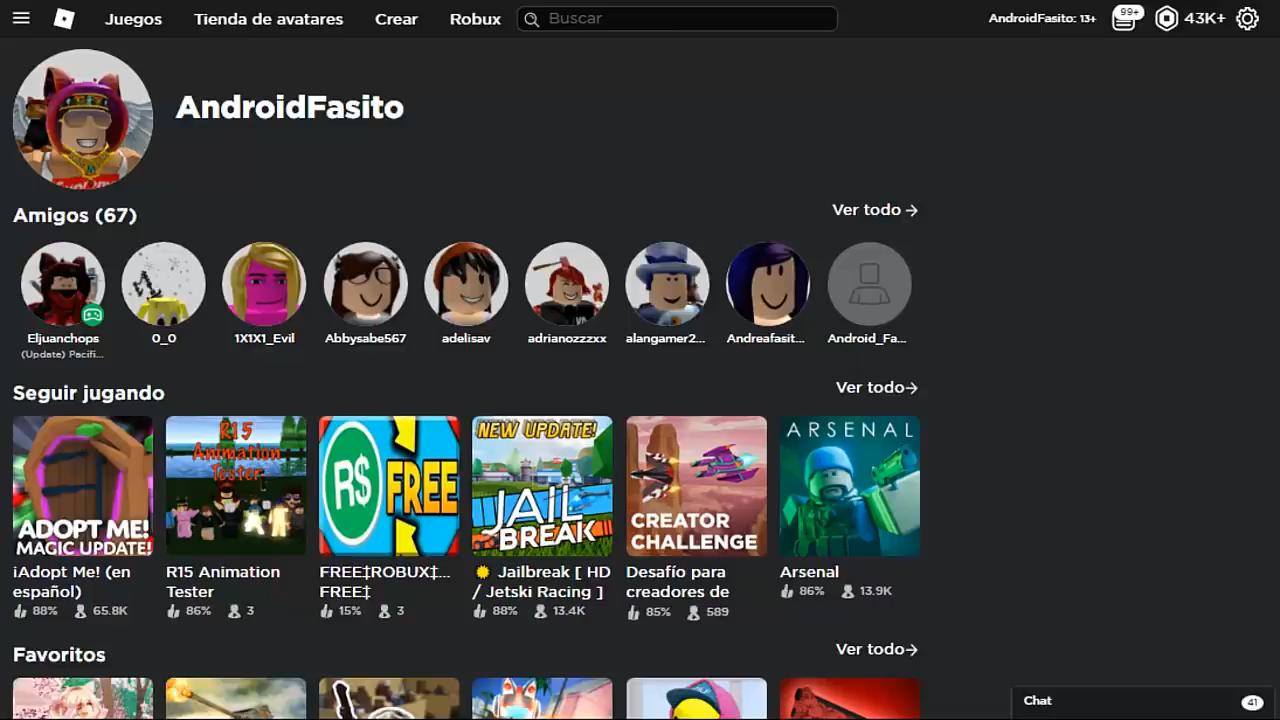 Juegos Tienda de avatares Crear Robux Buscar AndroidFasito: 13+ 99+ 43K+
AndroidFasito
Amigos (67) Ver todo →
Eljuanchops 0_0 1X1X1_Evil Abbysabe567 adelisav adrianozzzxx alangamer2... Andreafasit... Android_Fa...
(Update) Pacifi...
Seguir jugando Ver todo→
R15 Animation Tester
R$ FREE
NEW UPDATE!
JAIL BREAK
ARSENAL
ADOPT ME!
MAGIC UPDATE!
CREATOR CHALLENGE
¡Adopt Me! (en R15 Animation FREE‡ROBUX‡... Jailbreak [ HD Desafío para Arsenal
español) Tester FREE‡ / Jetski Racing ] creadores de
88% 65.8K 86% 3 15% 3 88% 13.4K 85% 589 86% 13.9K
Favoritos Ver todo→
Chat 41